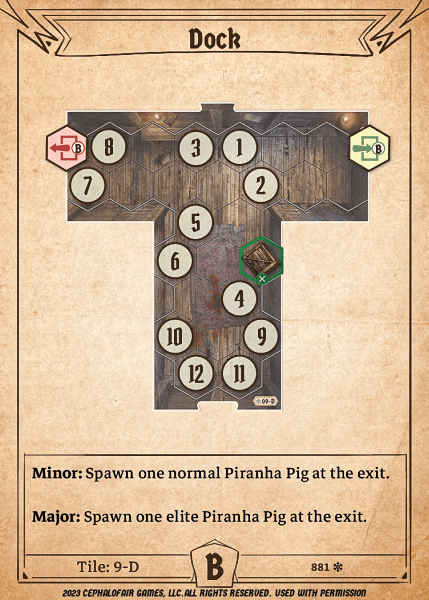 Dock
B
8
3
1
B
7
2
5
6
4
10
9
12
11
09-D
Minor: Spawn one normal Piranha Pig at the exit.
Major: Spawn one elite Piranha Pig at the exit.
Tile: 9-D
B
881 ✻
2023 CEPHALOFAIR GAMES, LLC. ALL RIGHTS RESERVED. USED WITH PERMISSION